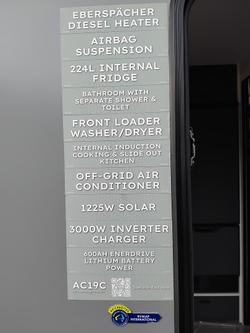 EBERSPÄCHER
DIESEL HEATER
AIRBAG
SUSPENSION
224L INTERNAL
FRIDGE
BATHROOM WITH
SEPARATE SHOWER &
TOILET
FRONT LOADER
WASHER/DRYER
INTERNAL INDUCTION
COOKING & SLIDE OUT
KITCHEN
OFF-GRID AIR
CONDITIONER
1225W SOLAR
3000W INVERTER
CHARGER
600AH ENERDRIVE
LITHIUM BATTERY
POWER
AC19C
INTERNATIONAL